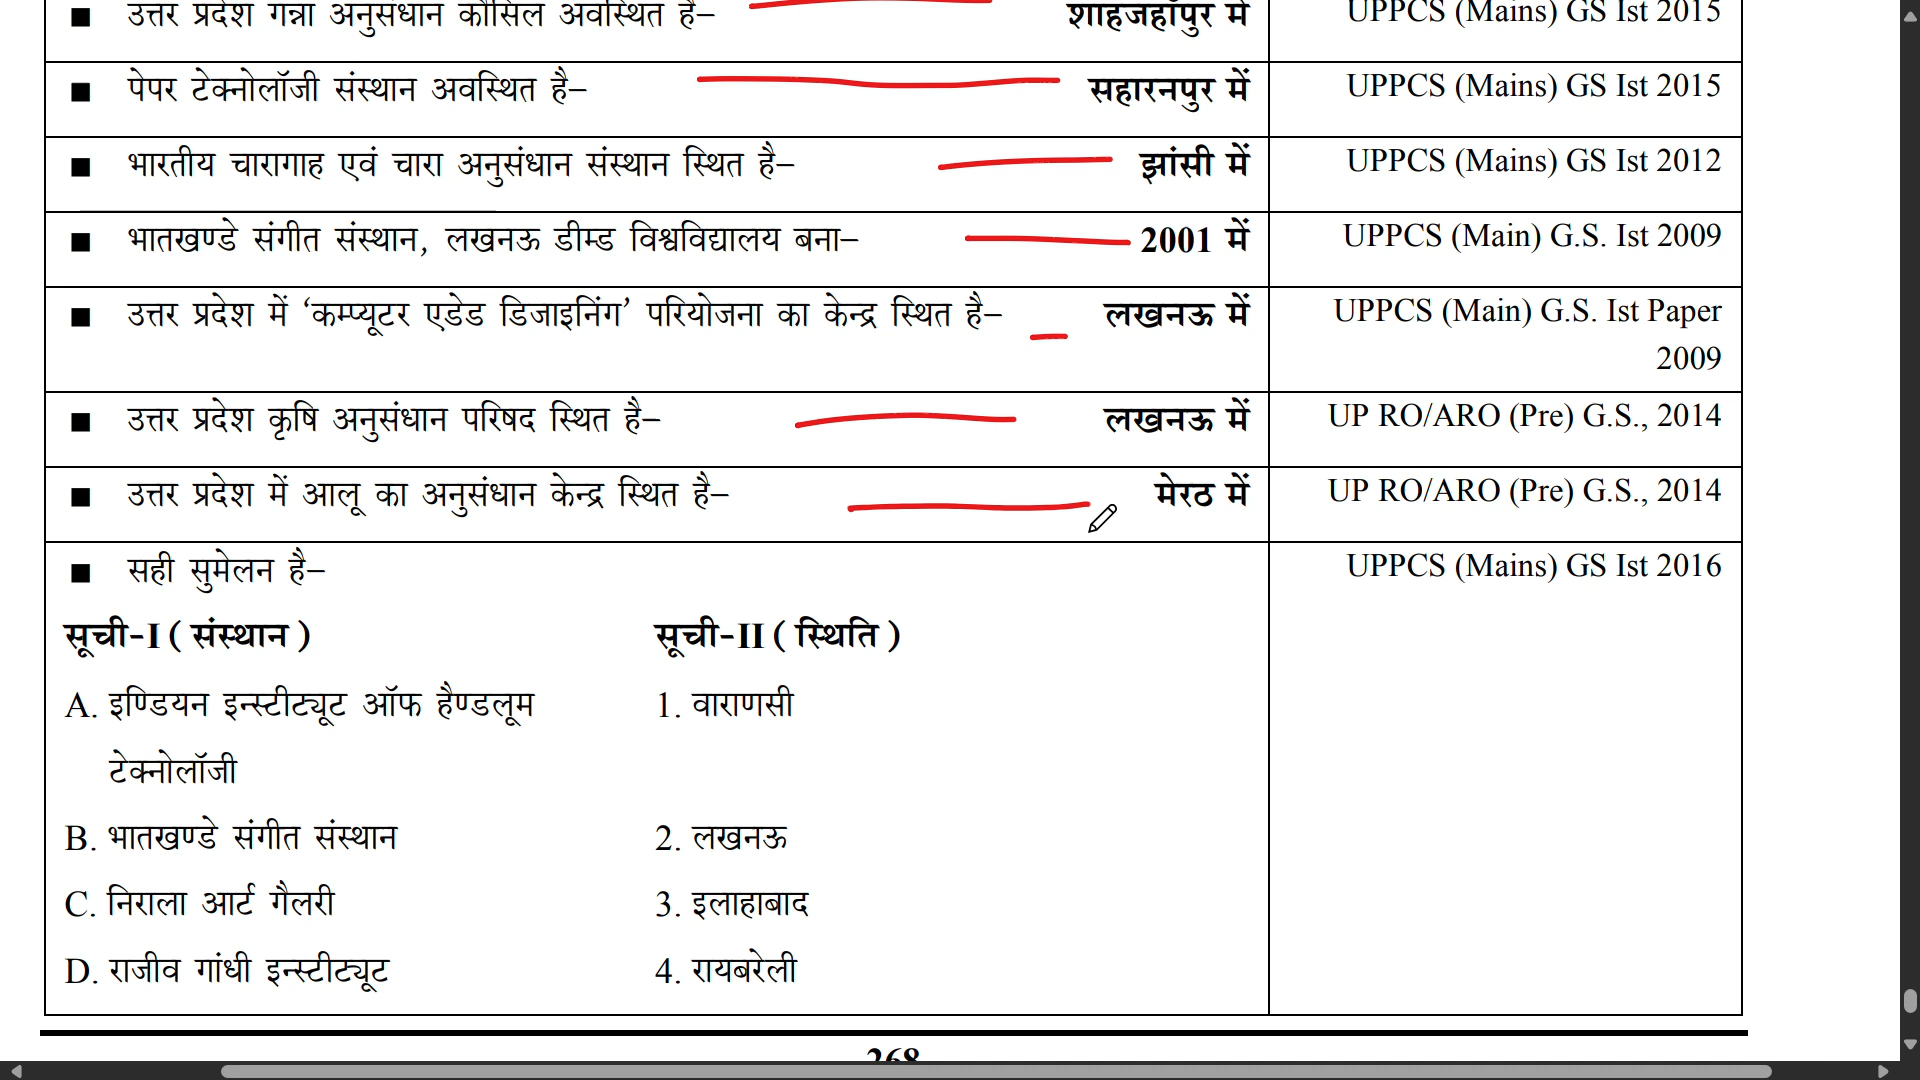 उत्तर प्रदेश गन्ना अनुसंधान कौंसिल अवस्थित है– शाहजहाँपुर में UPPCS (Mains) GS Ist 2015
■ पेपर टेक्नोलॉजी संस्थान अवस्थित है– सहारनपुर में UPPCS (Mains) GS Ist 2015
■ भारतीय चारागाह एवं चारा अनुसंधान संस्थान स्थित है– झांसी में UPPCS (Mains) GS Ist 2012
■ भातखण्डे संगीत संस्थान, लखनऊ डीम्ड विश्वविद्यालय बना– 2001 में UPPCS (Main) G.S. Ist 2009
■ उत्तर प्रदेश में ‘कम्प्यूटर एडेड डिजाइनिंग’ परियोजना का केन्द्र स्थित है– लखनऊ में UPPCS (Main) G.S. Ist Paper
2009
■ उत्तर प्रदेश कृषि अनुसंधान परिषद स्थित है– लखनऊ में UP RO/ARO (Pre) G.S., 2014
■ उत्तर प्रदेश में आलू का अनुसंधान केन्द्र स्थित है– मेरठ में UP RO/ARO (Pre) G.S., 2014
■ सही सुमेलन है– UPPCS (Mains) GS Ist 2016
सूची-I ( संस्थान ) सूची-II ( स्थिति )
A. इण्डियन इन्स्टीट्यूट ऑफ हैण्डलूम 1. वाराणसी
टेक्नोलॉजी
B. भातखण्डे संगीत संस्थान 2. लखनऊ
C. निराला आर्ट गैलरी 3. इलाहाबाद
D. राजीव गांधी इन्स्टीट्यूट 4. रायबरेली
268